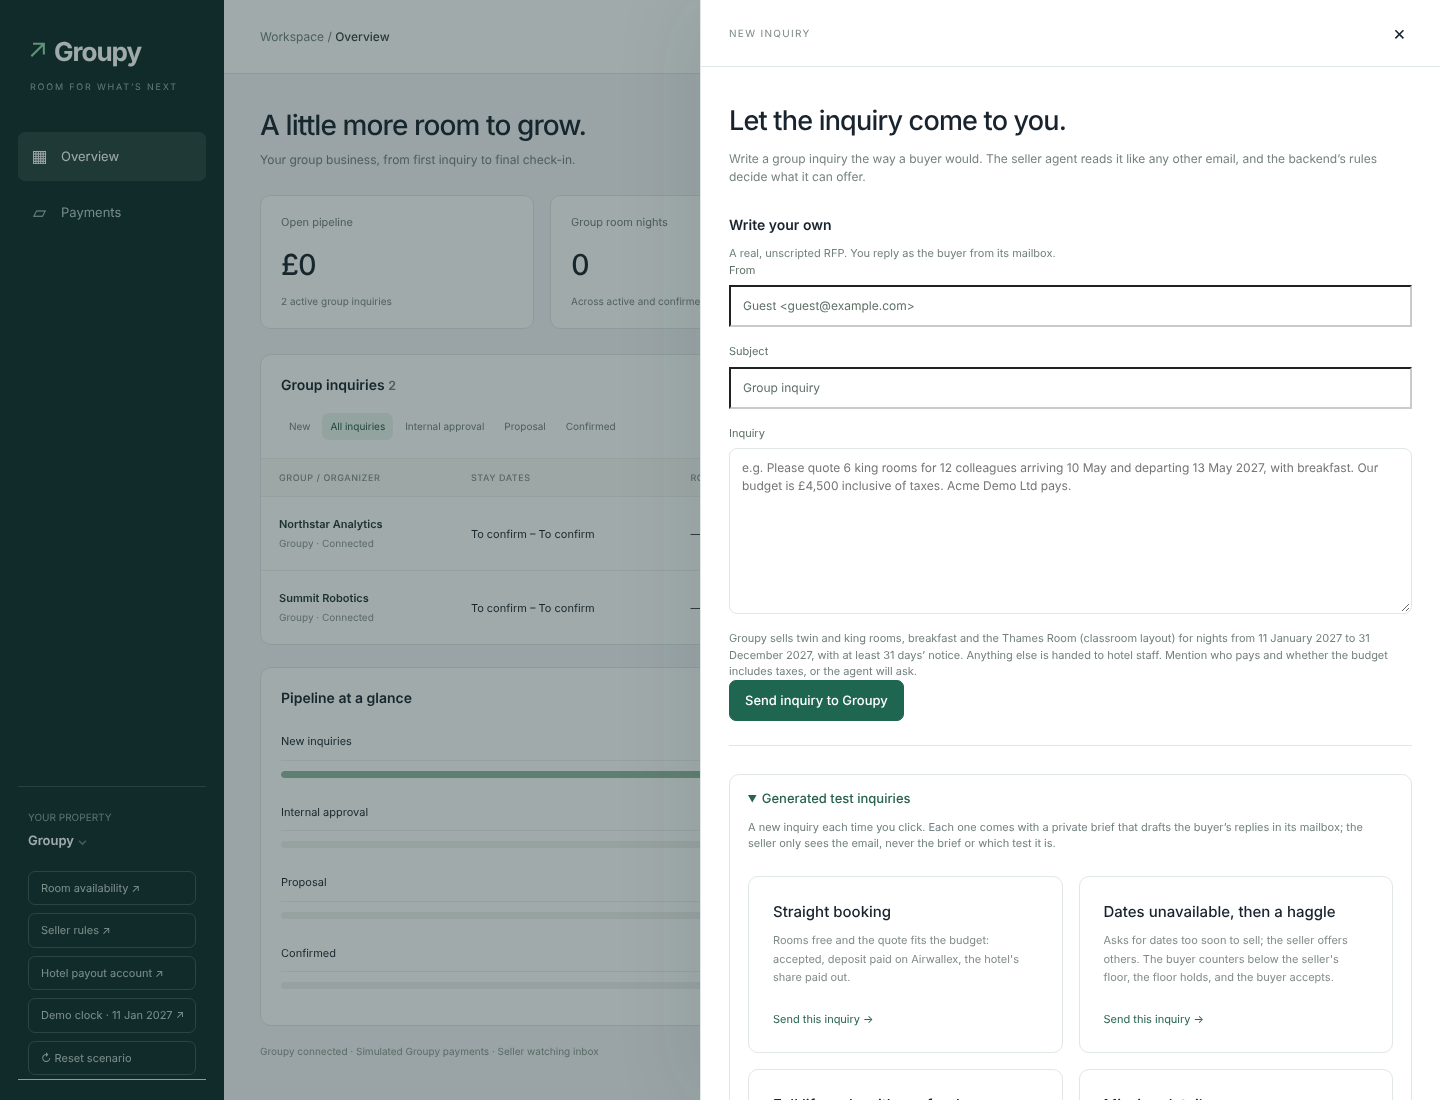 Groupy
ROOM FOR WHAT'S NEXT
Overview
Payments
YOUR PROPERTY
Groupy
Room availability ↗
Seller rules ↗
Hotel payout account ↗
Demo clock · 11 Jan 2027 ↗
↻ Reset scenario
Workspace / Overview
A little more room to grow.
Your group business, from first inquiry to final check-in.
Open pipeline
£0
2 active group inquiries
Group room nights
0
Across active and confirme
Group inquiries 2
New All inquiries Internal approval Proposal Confirmed
GROUP / ORGANIZER STAY DATES
Northstar Analytics
Groupy · Connected
To confirm – To confirm
—
Summit Robotics
Groupy · Connected
To confirm – To confirm
—
Pipeline at a glance
New inquiries
Internal approval
Proposal
Confirmed
Groupy connected · Simulated Groupy payments · Seller watching inbox
NEW INQUIRY
×
Let the inquiry come to you.
Write a group inquiry the way a buyer would. The seller agent reads it like any other email, and the backend’s rules
decide what it can offer.
Write your own
A real, unscripted RFP. You reply as the buyer from its mailbox.
From
Guest <guest@example.com>
Subject
Group inquiry
Inquiry
e.g. Please quote 6 king rooms for 12 colleagues arriving 10 May and departing 13 May 2027, with breakfast. Our
budget is £4,500 inclusive of taxes. Acme Demo Ltd pays.
Groupy sells twin and king rooms, breakfast and the Thames Room (classroom layout) for nights from 11 January 2027 to 31
December 2027, with at least 31 days’ notice. Anything else is handed to hotel staff. Mention who pays and whether the budget
includes taxes, or the agent will ask.
Send inquiry to Groupy
▼ Generated test inquiries
A new inquiry each time you click. Each one comes with a private brief that drafts the buyer’s replies in its mailbox; the
seller only sees the email, never the brief or which test it is.
Straight booking
Rooms free and the quote fits the budget:
accepted, deposit paid on Airwallex, the hotel's
share paid out.
Send this inquiry →
Dates unavailable, then a haggle
Asks for dates too soon to sell; the seller offers
others. The buyer counters below the seller's
floor, the floor holds, and the buyer accepts.
Send this inquiry →